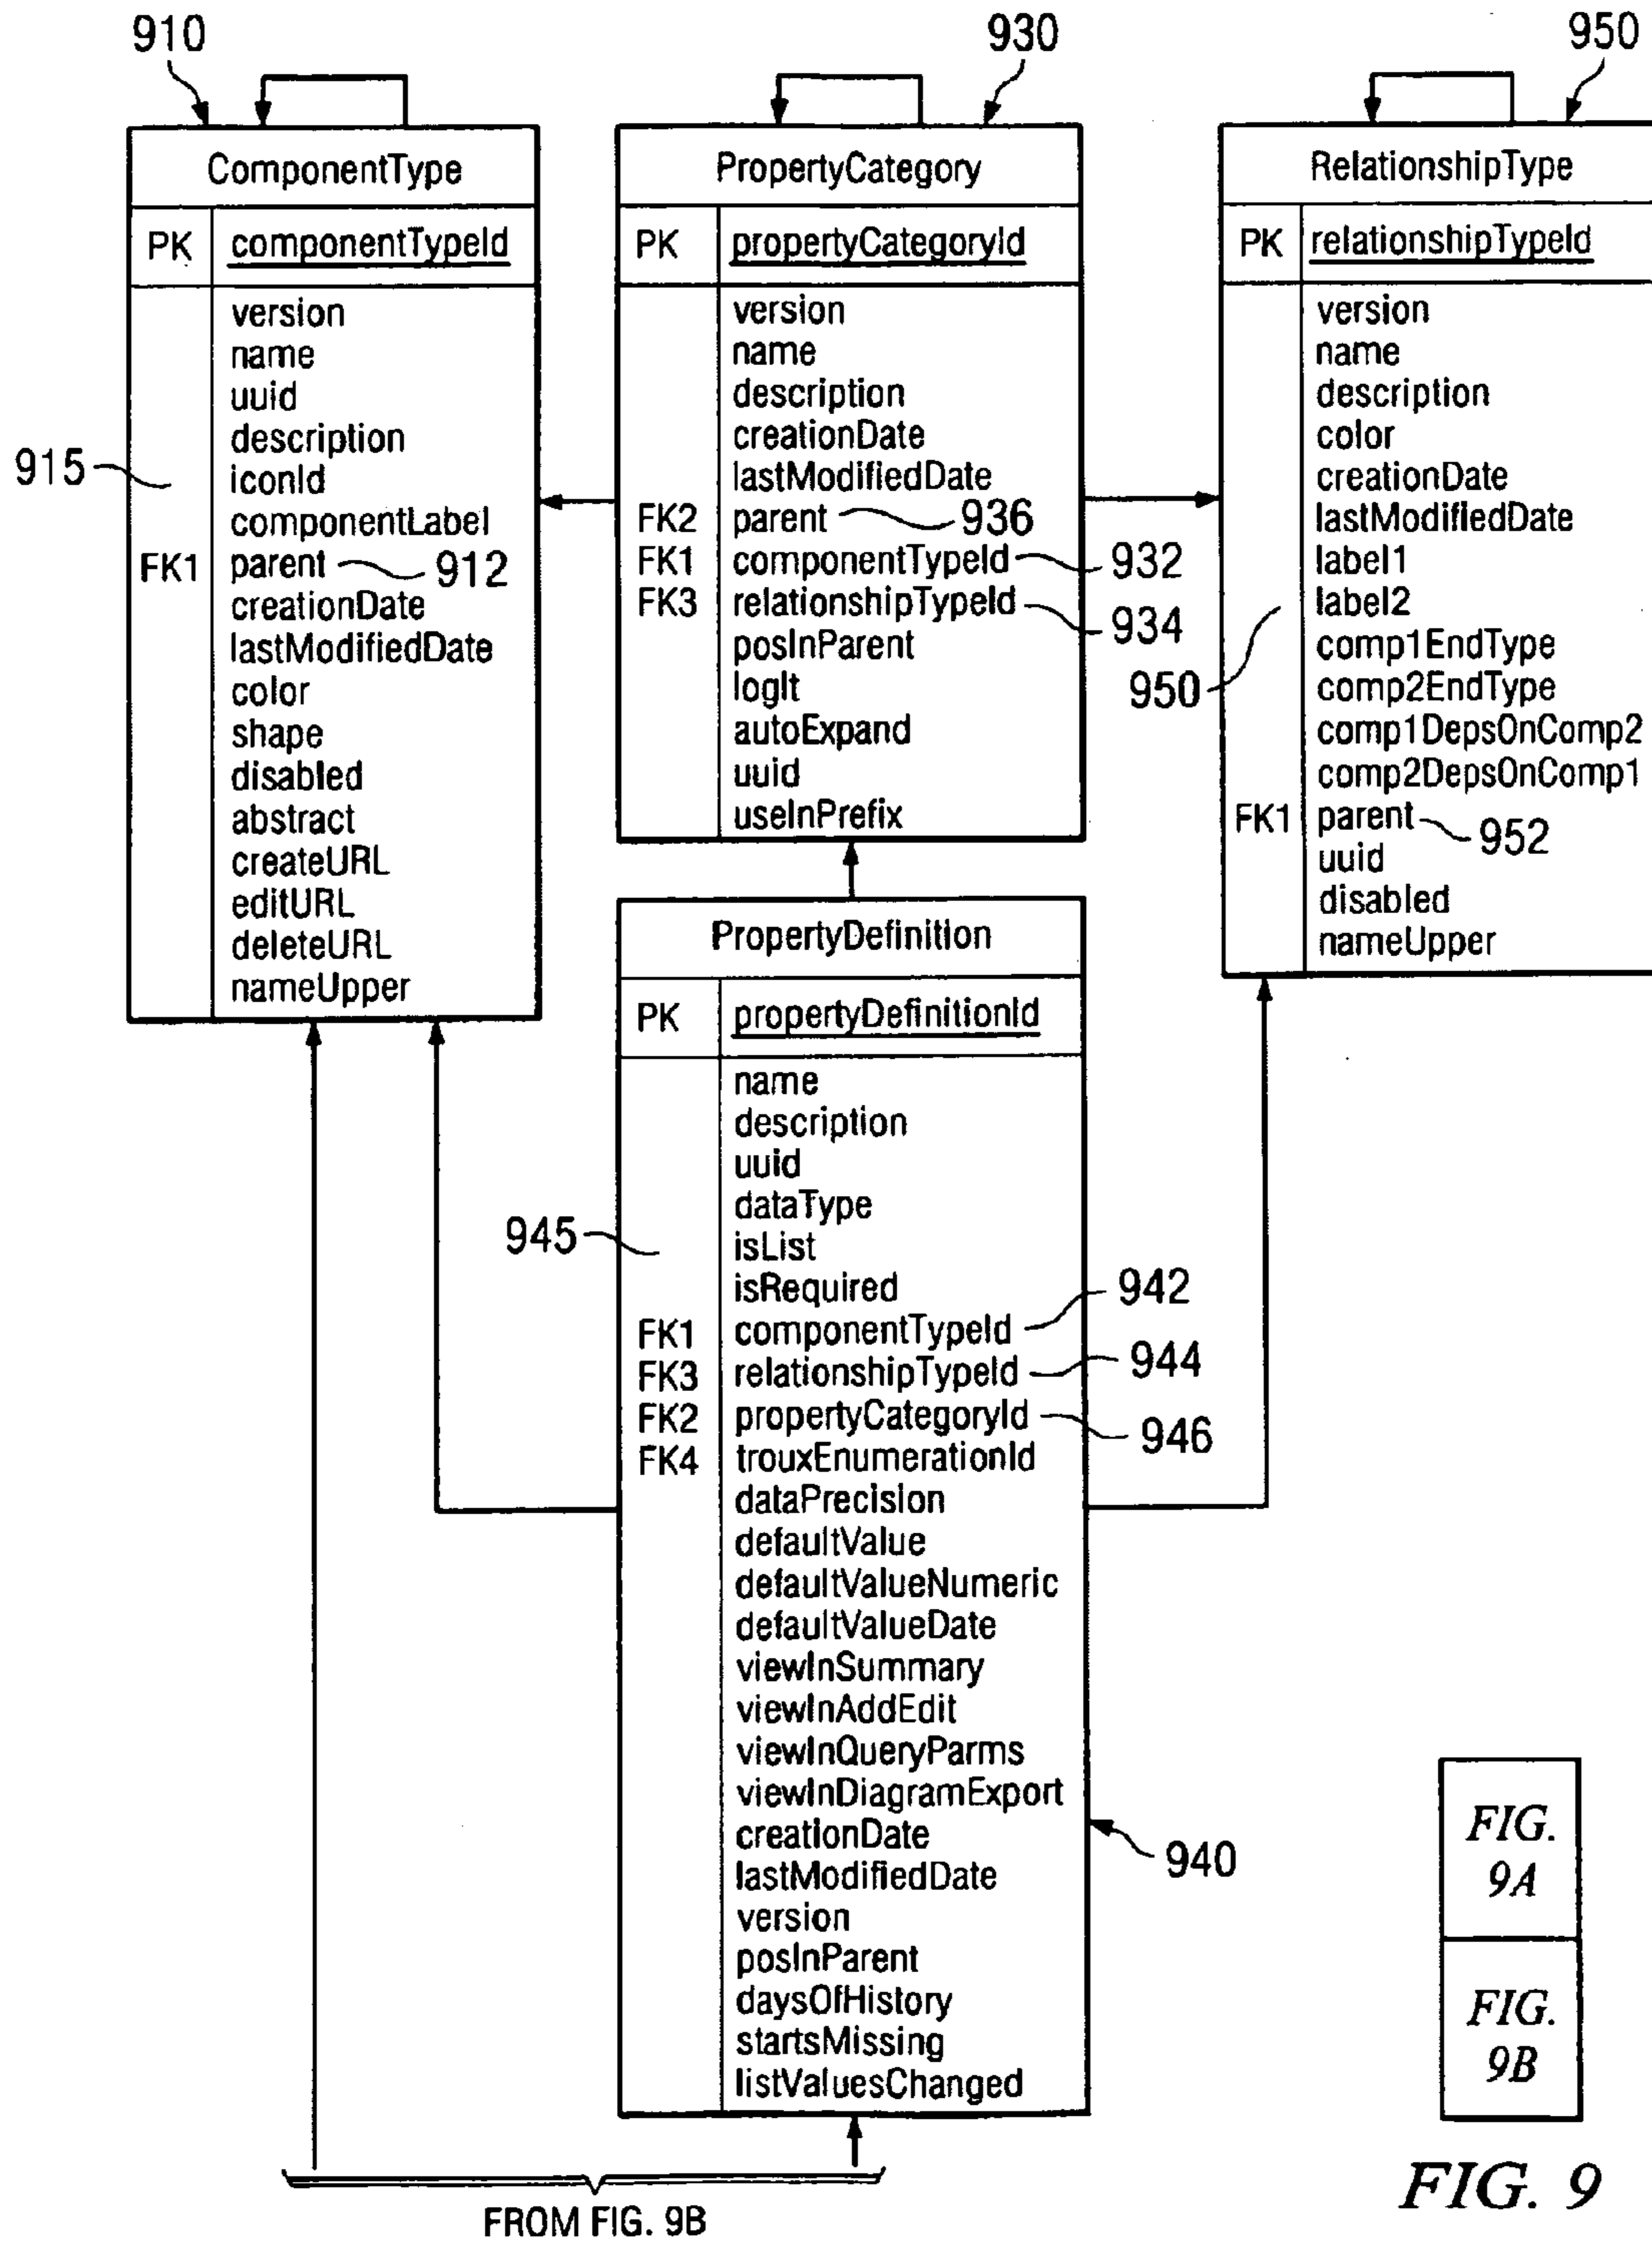 910
930
950
ComponentType
PK componentTypeId
version
name
uuid
description
915
iconId
componentLabel
FK1 parent 912
creationDate
lastModifiedDate
color
shape
disabled
abstract
createURL
editURL
deleteURL
nameUpper
PropertyCategory
PK propertyCategoryId
version
name
description
creationDate
lastModifiedDate
FK2 parent 936
FK1 componentTypeId 932
FK3 relationshipTypeId 934
posInParent
logIt
autoExpand
uuid
useInPrefix
RelationshipType
PK relationshipTypeId
version
name
description
color
creationDate
lastModifiedDate
label1
label2
950
comp1EndType
comp2EndType
comp1DepsOnComp2
comp2DepsOnComp1
FK1 parent 952
uuid
disabled
nameUpper
PropertyDefinition
PK propertyDefinitionId
name
description
uuid
dataType
945
isList
isRequired
FK1 componentTypeId 942
FK3 relationshipTypeId 944
FK2 propertyCategoryId 946
FK4 trouxEnumerationId
dataPrecision
defaultValue
defaultValueNumeric
defaultValueDate
viewInSummary
viewInAddEdit
viewInQueryParms
viewInDiagramExport
creationDate
940
lastModifiedDate
version
posInParent
daysOfHistory
startsMissing
listValuesChanged
FROM FIG. 9B
FIG.
9A
FIG.
9B
FIG. 9